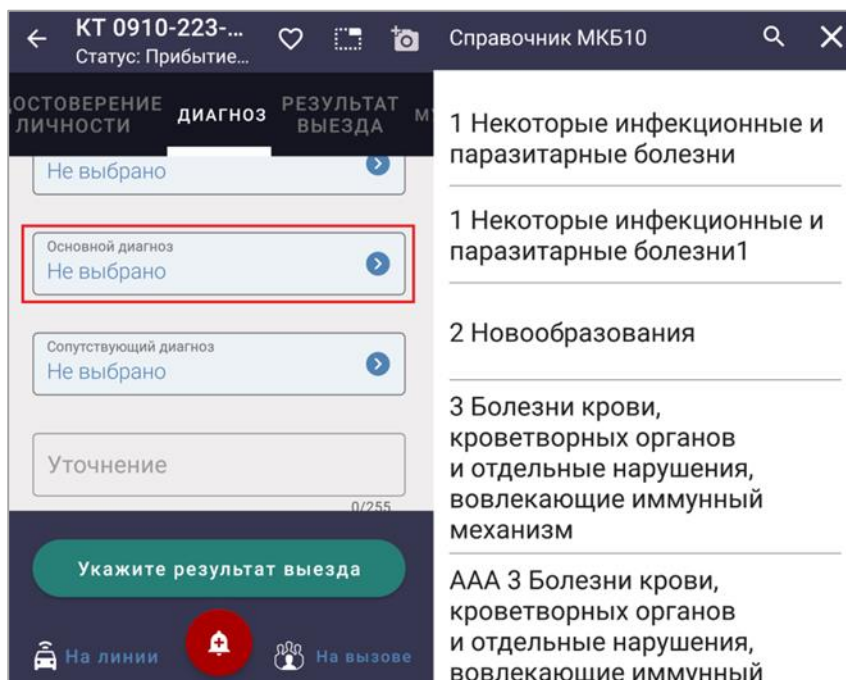 КТ 0910-223-...
Статус: Прибытие...
ОСТОВЕРЕНИЕ
ЛИЧНОСТИ
ДИАГНОЗ
РЕЗУЛЬТАТ
ВЫЕЗДА
М
Не выбрано
Основной диагноз
Не выбрано
Сопутствующий диагноз
Не выбрано
Уточнение
0/255
Укажите результат выезда
На линии
На вызове
Справочник МКБ10
1 Некоторые инфекционные и
паразитарные болезни
1 Некоторые инфекционные и
паразитарные болезни1
2 Новообразования
3 Болезни крови,
кроветворных органов
и отдельные нарушения,
вовлекающие иммунный
механизм
ААА 3 Болезни крови,
кроветворных органов
и отдельные нарушения,
вовлекающие иммунный